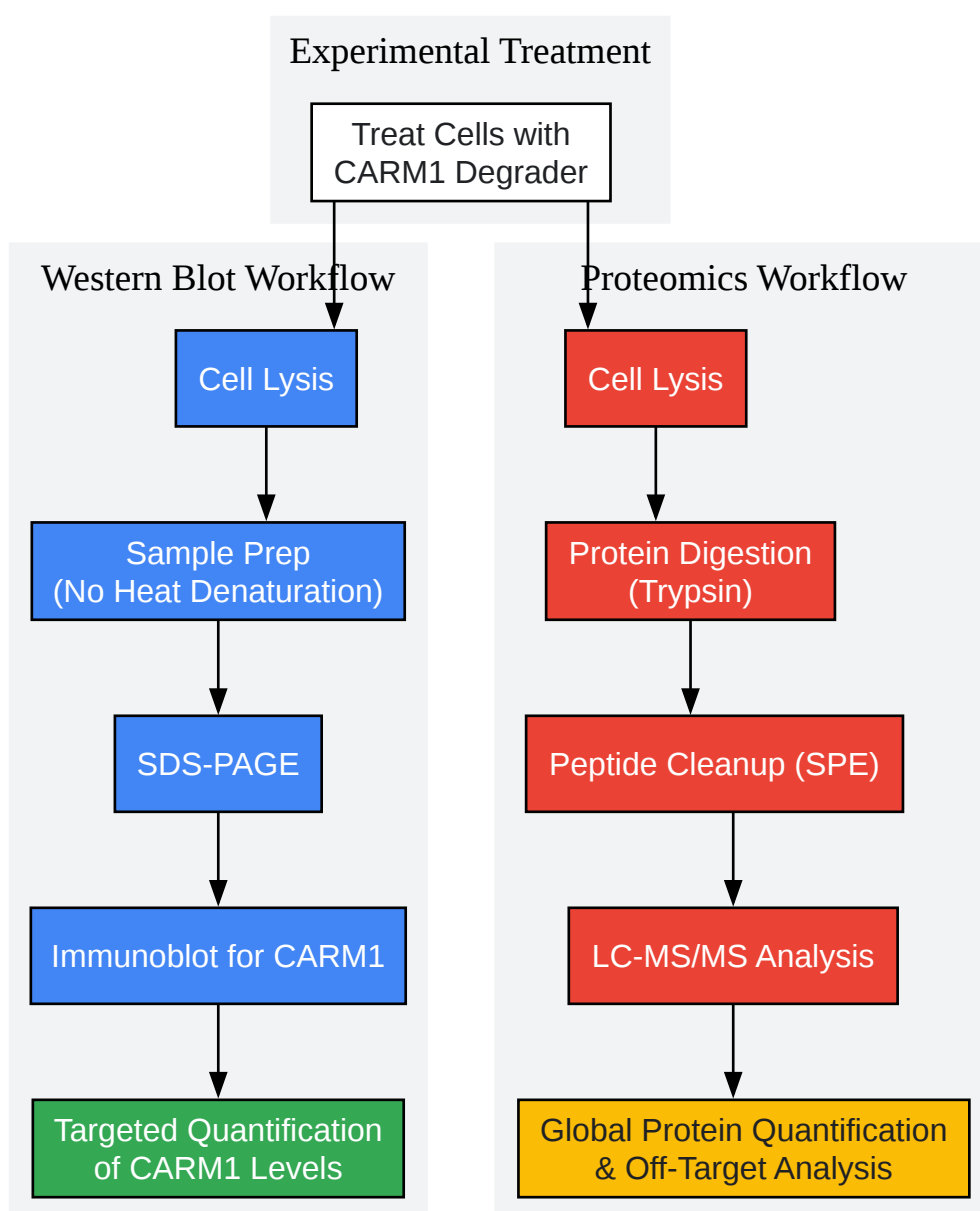 Experimental Treatment
Treat Cells with
CARM1 Degrader
Western Blot Workflow
Cell Lysis
Sample Prep
(No Heat Denaturation)
SDS-PAGE
Immunoblot for CARM1
Targeted Quantification
of CARM1 Levels
Proteomics Workflow
Cell Lysis
Protein Digestion
(Trypsin)
Peptide Cleanup (SPE)
LC-MS/MS Analysis
Global Protein Quantification
& Off-Target Analysis